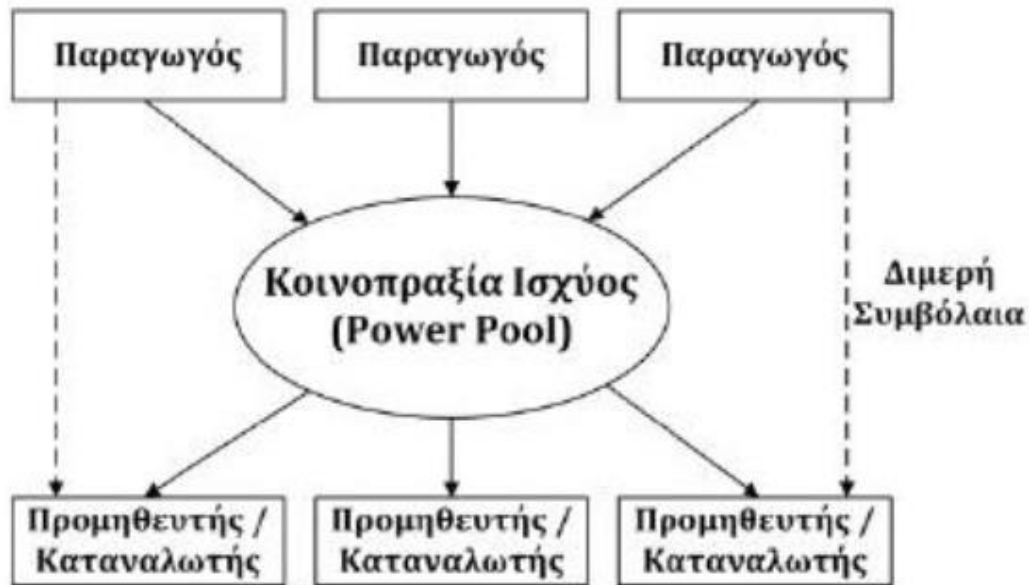 Παραγωγός
Παραγωγός
Παραγωγός
Κοινοπραξία Ισχύος
(Power Pool)
Διμερή
Συμβόλαια
Προμηθευτής /
Καταναλωτής
Προμηθευτής /
Καταναλωτής
Προμηθευτής /
Καταναλωτής